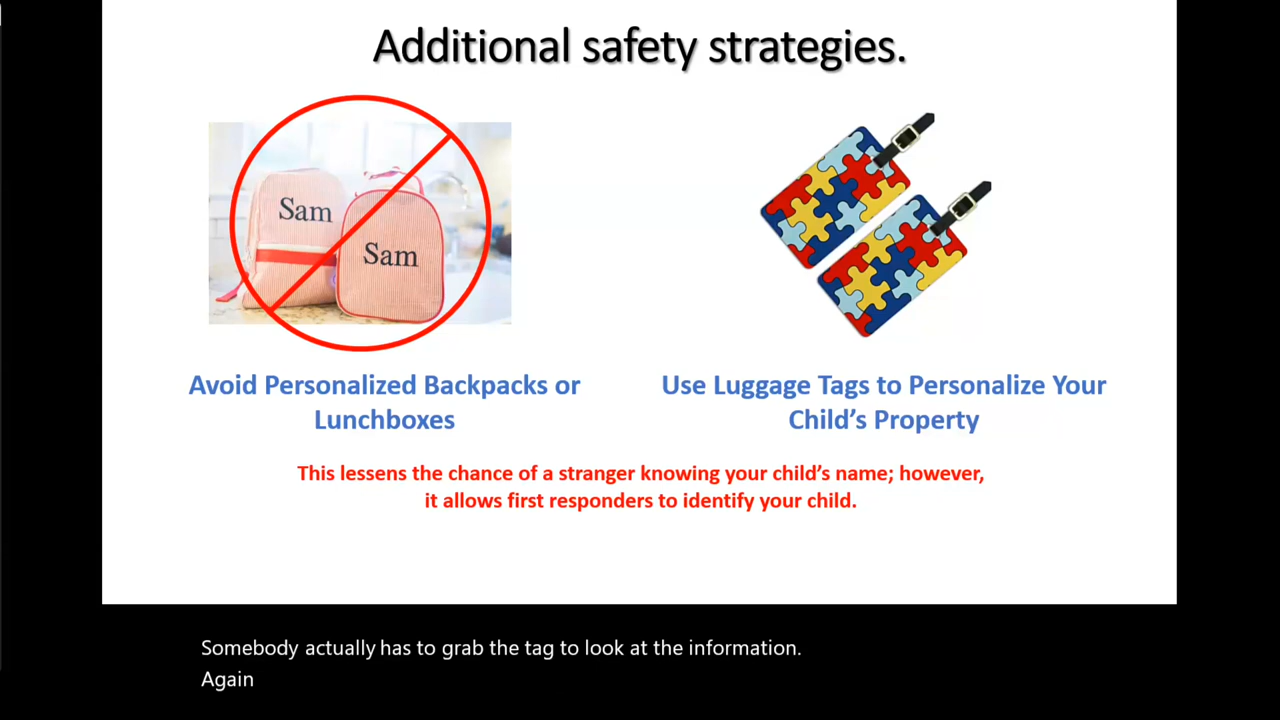 Additional safety strategies.
Sam
Sam
Avoid Personalized Backpacks or
Lunchboxes
Use Luggage Tags to Personalize Your
Child’s Property
This lessens the chance of a stranger knowing your child’s name; however,
it allows first responders to identify your child.
Somebody actually has to grab the tag to look at the information.
Again